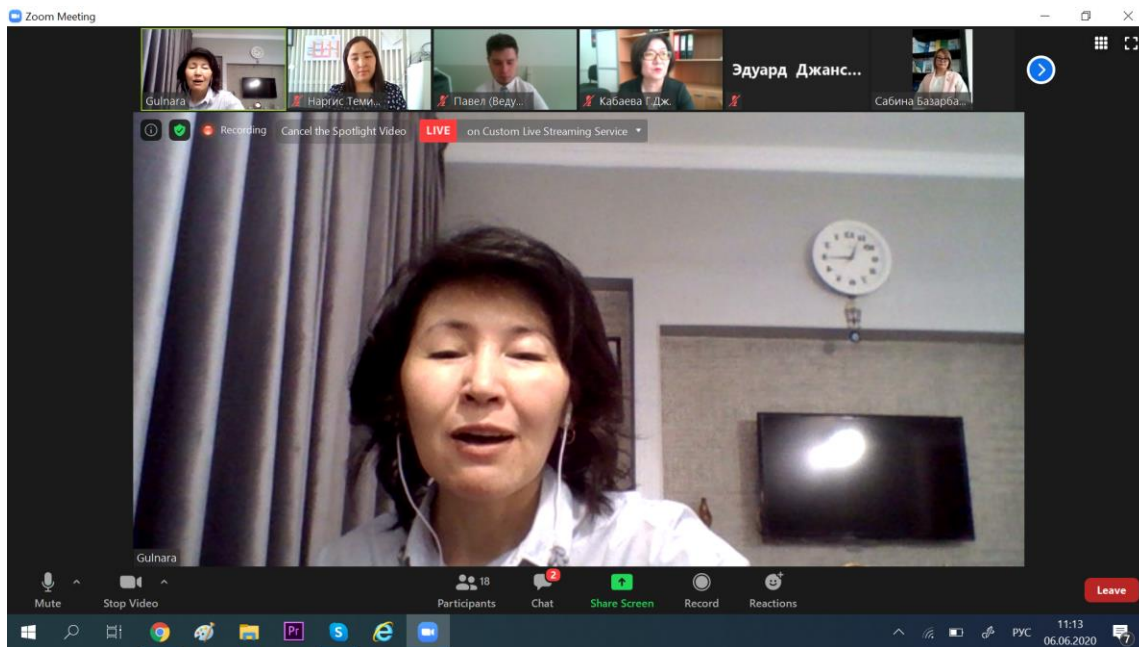 Zoom Meeting
Gulnara
Наргис Теми...
Павел (Веду...
Кабаева Г.Дж.
Эдуард Джанс...
Сабина Базарба...
Recording
Cancel the Spotlight Video
LIVE
on Custom Live Streaming Service
Gulnara
Mute
Stop Video
18
Participants
2
Chat
Share Screen
Record
Reactions
Leave
Pr
S
РУС
11:13
06.06.2020
7